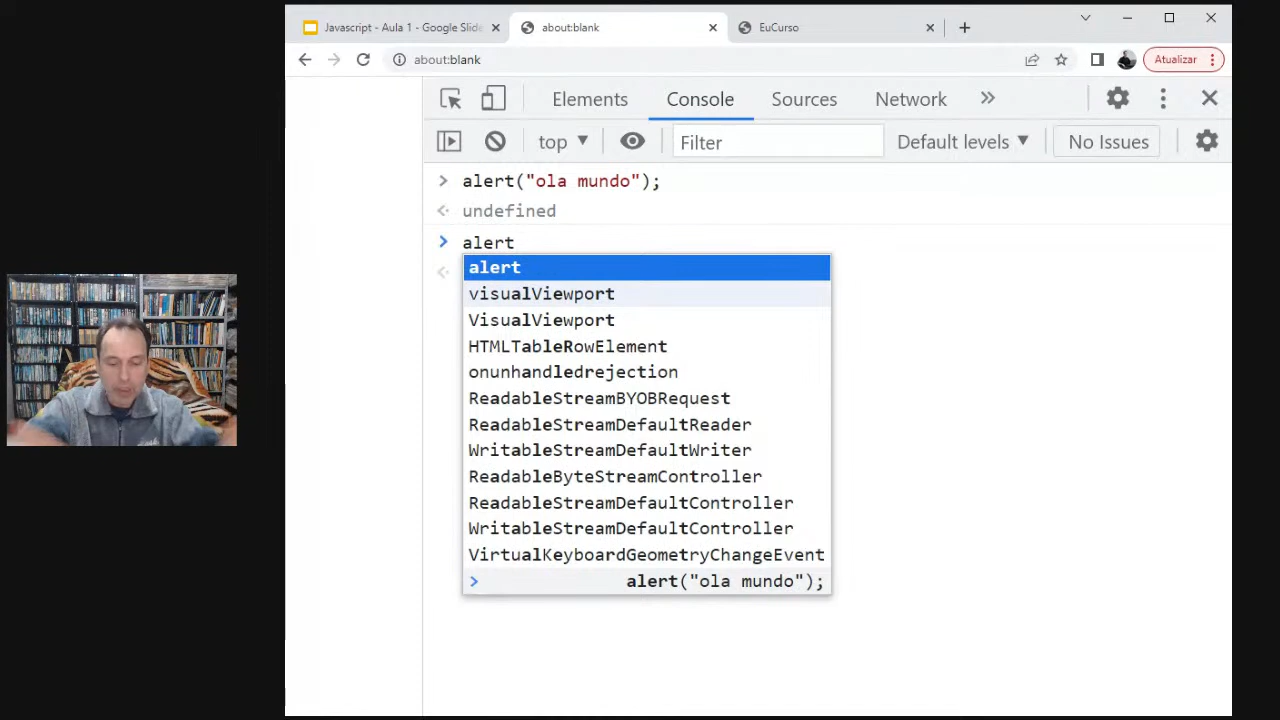 Javascript - Aula 1 - Google Slide
about:blank
EuCurso
about:blank
Atualizar
Elements
Console
Sources
Network
top
Filter
Default levels
No Issues
alert("ola mundo");
undefined
alert
alert
visualViewport
VisualViewport
HTMLTableRowElement
onunhandledrejection
ReadableStreamBYOBRequest
ReadableStreamDefaultReader
WritableStreamDefaultWriter
ReadableByteStreamController
ReadableStreamDefaultController
WritableStreamDefaultController
VirtualKeyboardGeometryChangeEvent
alert("ola mundo");